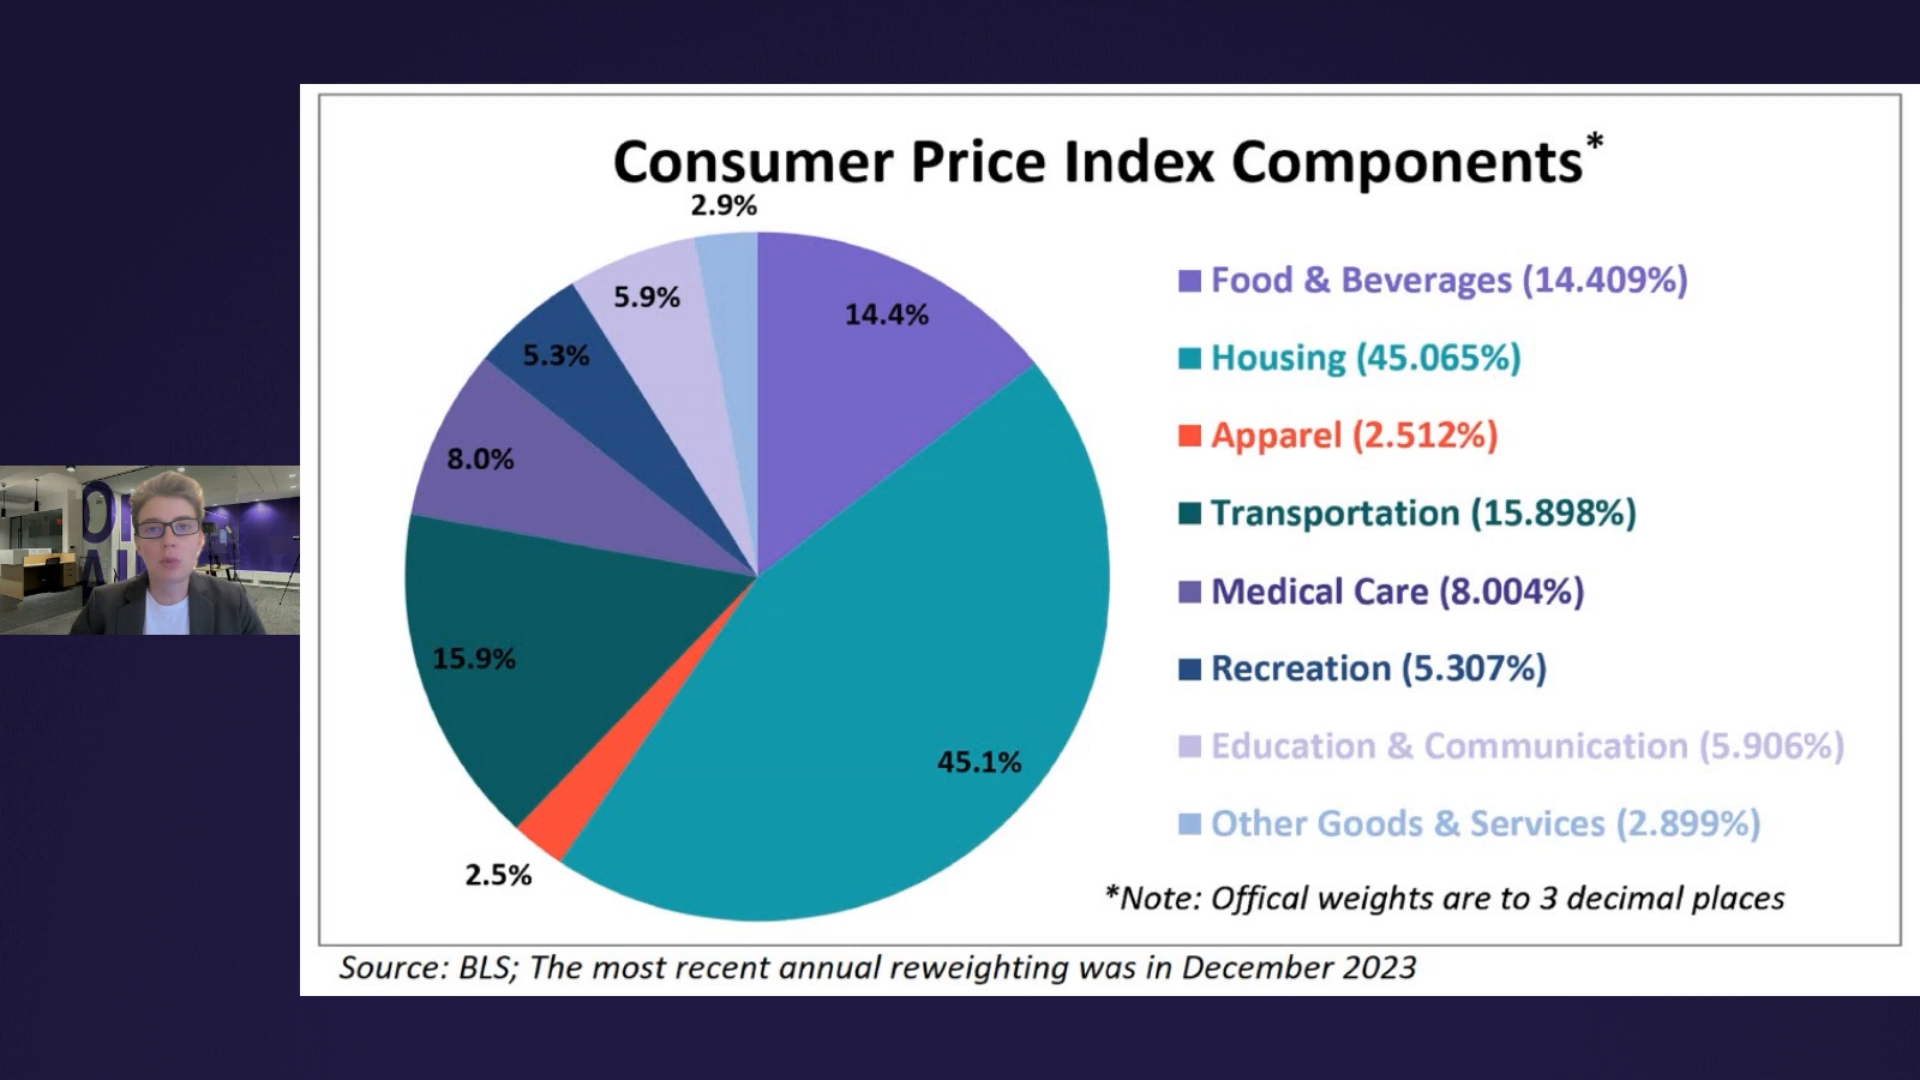 Consumer Price Index Components*
2.9%
5.9%
14.4%
5.3%
8.0%
15.9%
45.1%
2.5%
Food & Beverages (14.409%)
Housing (45.065%)
Apparel (2.512%)
Transportation (15.898%)
Medical Care (8.004%)
Recreation (5.307%)
Education & Communication (5.906%)
Other Goods & Services (2.899%)
*Note: Offical weights are to 3 decimal places
Source: BLS; The most recent annual reweighting was in December 2023